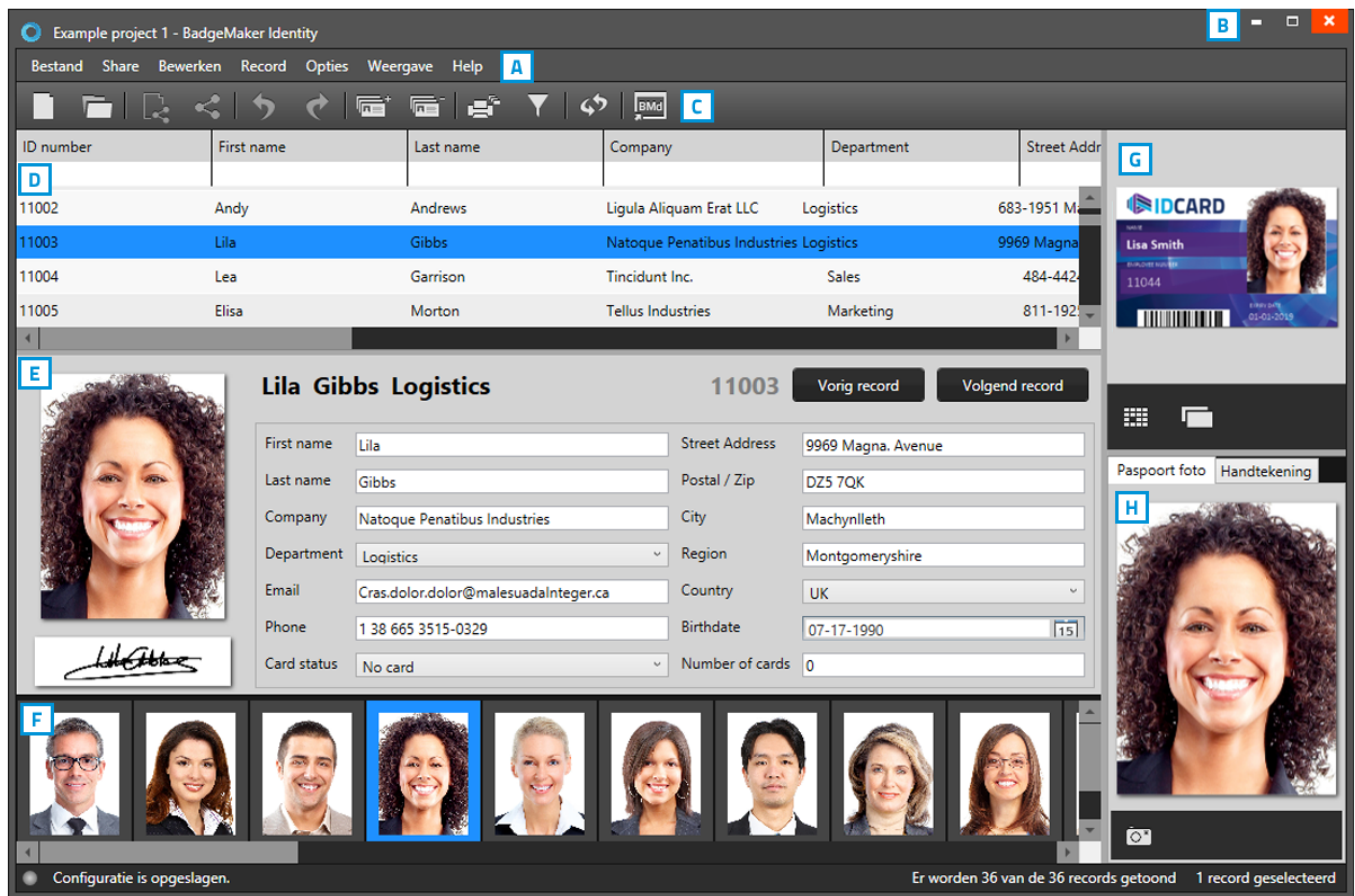 Example project 1 - BadgeMaker Identity
B
Bestand Share Bewerken Record Opties Weergave Help A
BMd C
ID number First name Last name Company Department Street Addr
D
11002 Andy Andrews Ligula Aliquam Erat LLC Logistics 683-1951 Ma
11003 Lila Gibbs Natoque Penatibus Industries Logistics 9969 Magna
11004 Lea Garrison Tincidunt Inc. Sales 484-442
11005 Elisa Morton Tellus Industries Marketing 811-192
G
IDCARD
NAME
Lisa Smith
EMPLOYEE NUMBER
11044
EXPIRY DATE
01-01-2019
E
Lila Gibbs Logistics 11003 Vorig record Volgend record
First name Lila Street Address 9969 Magna. Avenue
Last name Gibbs Postal / Zip DZ5 7QK
Company Natoque Penatibus Industries City Machynlleth
Department Logistics Region Montgomeryshire
Email Cras.dolor.dolor@malesuadaInteger.ca Country UK
Phone 1 38 665 3515-0329 Birthdate 07-17-1990 15
Card status No card Number of cards 0
Paspoort foto Handtekening
H
F
Configuratie is opgeslagen. Er worden 36 van de 36 records getoond 1 record geselecteerd